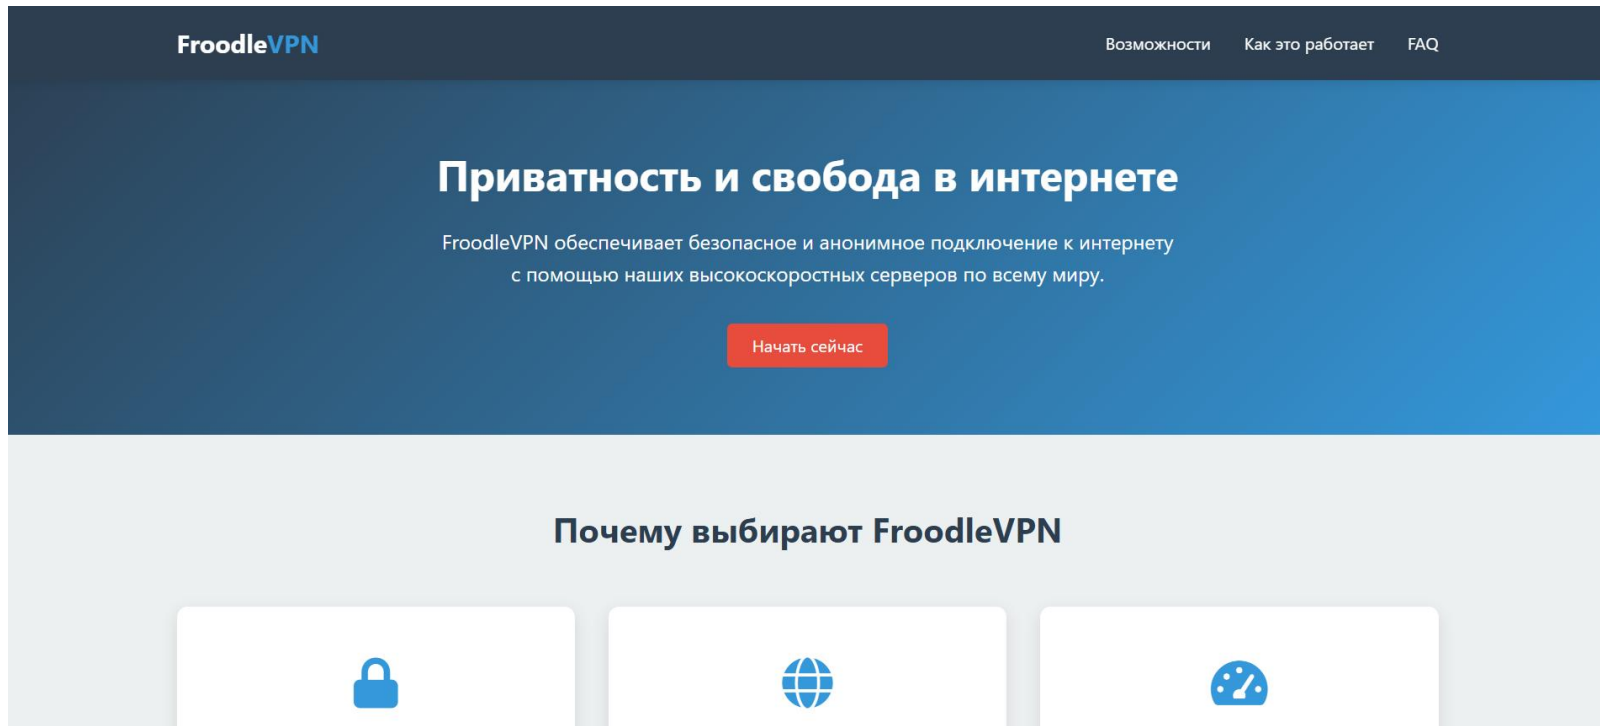 FroodleVPN
Возможности Как это работает FAQ
Приватность и свобода в интернете
FroodleVPN обеспечивает безопасное и анонимное подключение к интернету
с помощью наших высокоскоростных серверов по всему миру.
Начать сейчас
Почему выбирают FroodleVPN